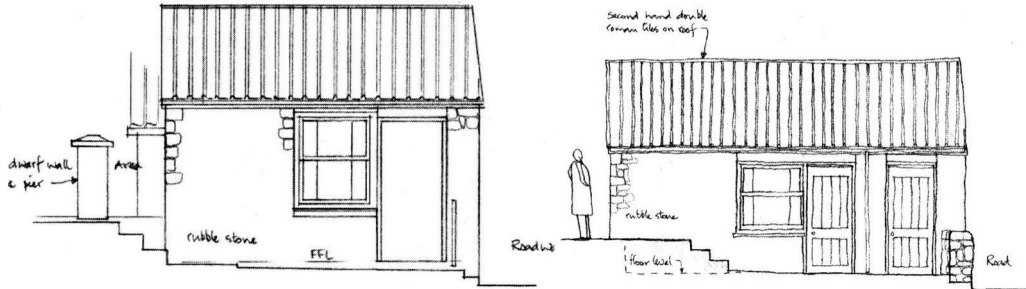 dwarf wall
& pier
Area
rubble stone
FFL
second hand double
roman tiles on roof
rubble stone
floor level
Road